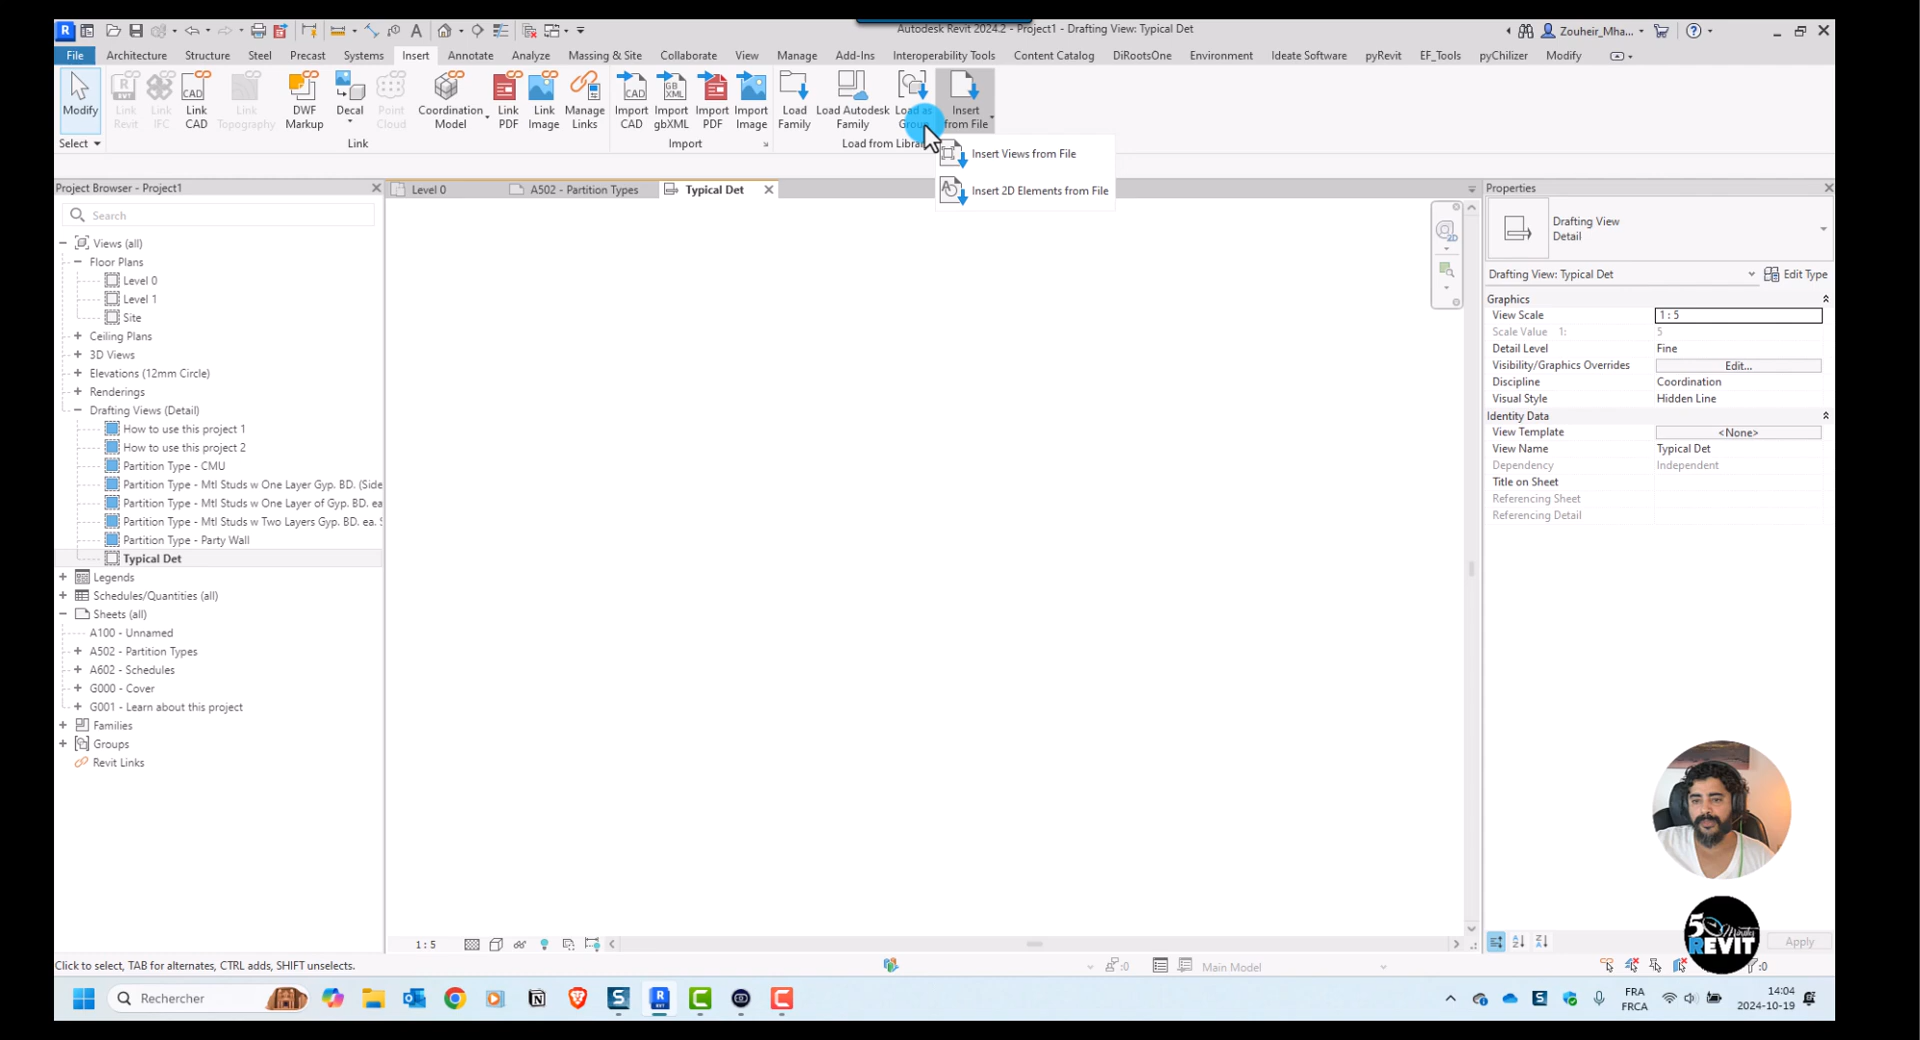 Autodesk Revit 2024.2 - Project1 - Drafting View: Typical Det
Zouheir_Mha...
File Architecture Structure Steel Precast Systems Insert Annotate Analyze Massing & Site Collaborate View Manage Add-Ins Interoperability Tools Content Catalog DiRootsOne Environment Ideate Software pyRevit EF_Tools pyChilizer Modify
Modify
Link Revit
Link IFC
Link CAD
Link Topography
DWF Markup
Decal
Point Cloud
Coordination Model
Link PDF
Link Image
Manage Links
Import CAD
Import gbXML
Import PDF
Import Image
Load Family
Load Autodesk Family
Load as Group
Insert from File
Select
Link
Import
Load from Library
Insert Views from File
Insert 2D Elements from File
Project Browser - Project1
Search
Views (all)
Floor Plans
Level 0
Level 1
Site
Ceiling Plans
3D Views
Elevations (12mm Circle)
Renderings
Drafting Views (Detail)
How to use this project 1
How to use this project 2
Partition Type - CMU
Partition Type - Mtl Studs w One Layer Gyp. BD. (Side
Partition Type - Mtl Studs w One Layer of Gyp. BD. ea
Partition Type - Mtl Studs w Two Layers Gyp. BD. ea. S
Partition Type - Party Wall
Typical Det
Legends
Schedules/Quantities (all)
Sheets (all)
A100 - Unnamed
A502 - Partition Types
A602 - Schedules
G000 - Cover
G001 - Learn about this project
Families
Groups
Revit Links
Level 0
A502 - Partition Types
Typical Det
2D
Properties
Drafting View
Detail
Drafting View: Typical Det
Edit Type
Graphics
View Scale 1 : 5
Scale Value 1: 5
Detail Level Fine
Visibility/Graphics Overrides Edit...
Discipline Coordination
Visual Style Hidden Line
Identity Data
View Template <None>
View Name Typical Det
Dependency Independent
Title on Sheet
Referencing Sheet
Referencing Detail
50 Minutes
REVIT
Apply
1 : 5
Click to select, TAB for alternates, CTRL adds, SHIFT unselects.
:0
Main Model
:0
Rechercher
FRA
FRCA
14:04
2024-10-19